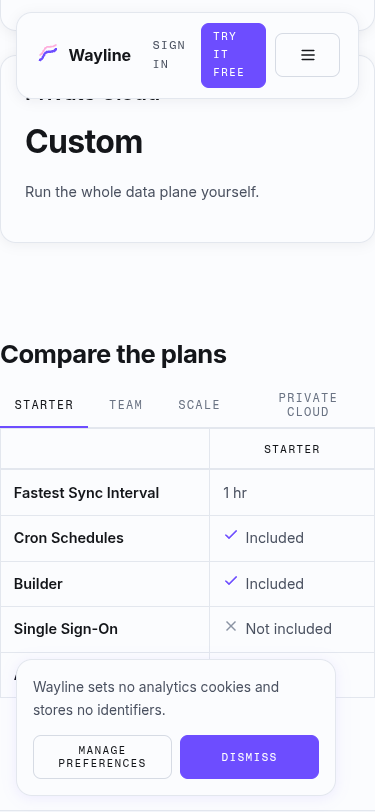 Wayline
SIGN
IN
TRY
IT
FREE
Private Cloud
Custom
Run the whole data plane yourself.
Compare the plans
STARTER
TEAM
SCALE
PRIVATE
CLOUD
STARTER
Fastest Sync Interval
1 hr
Cron Schedules
Included
Builder
Included
Single Sign-On
Not included
Wayline sets no analytics cookies and
stores no identifiers.
MANAGE
PREFERENCES
DISMISS